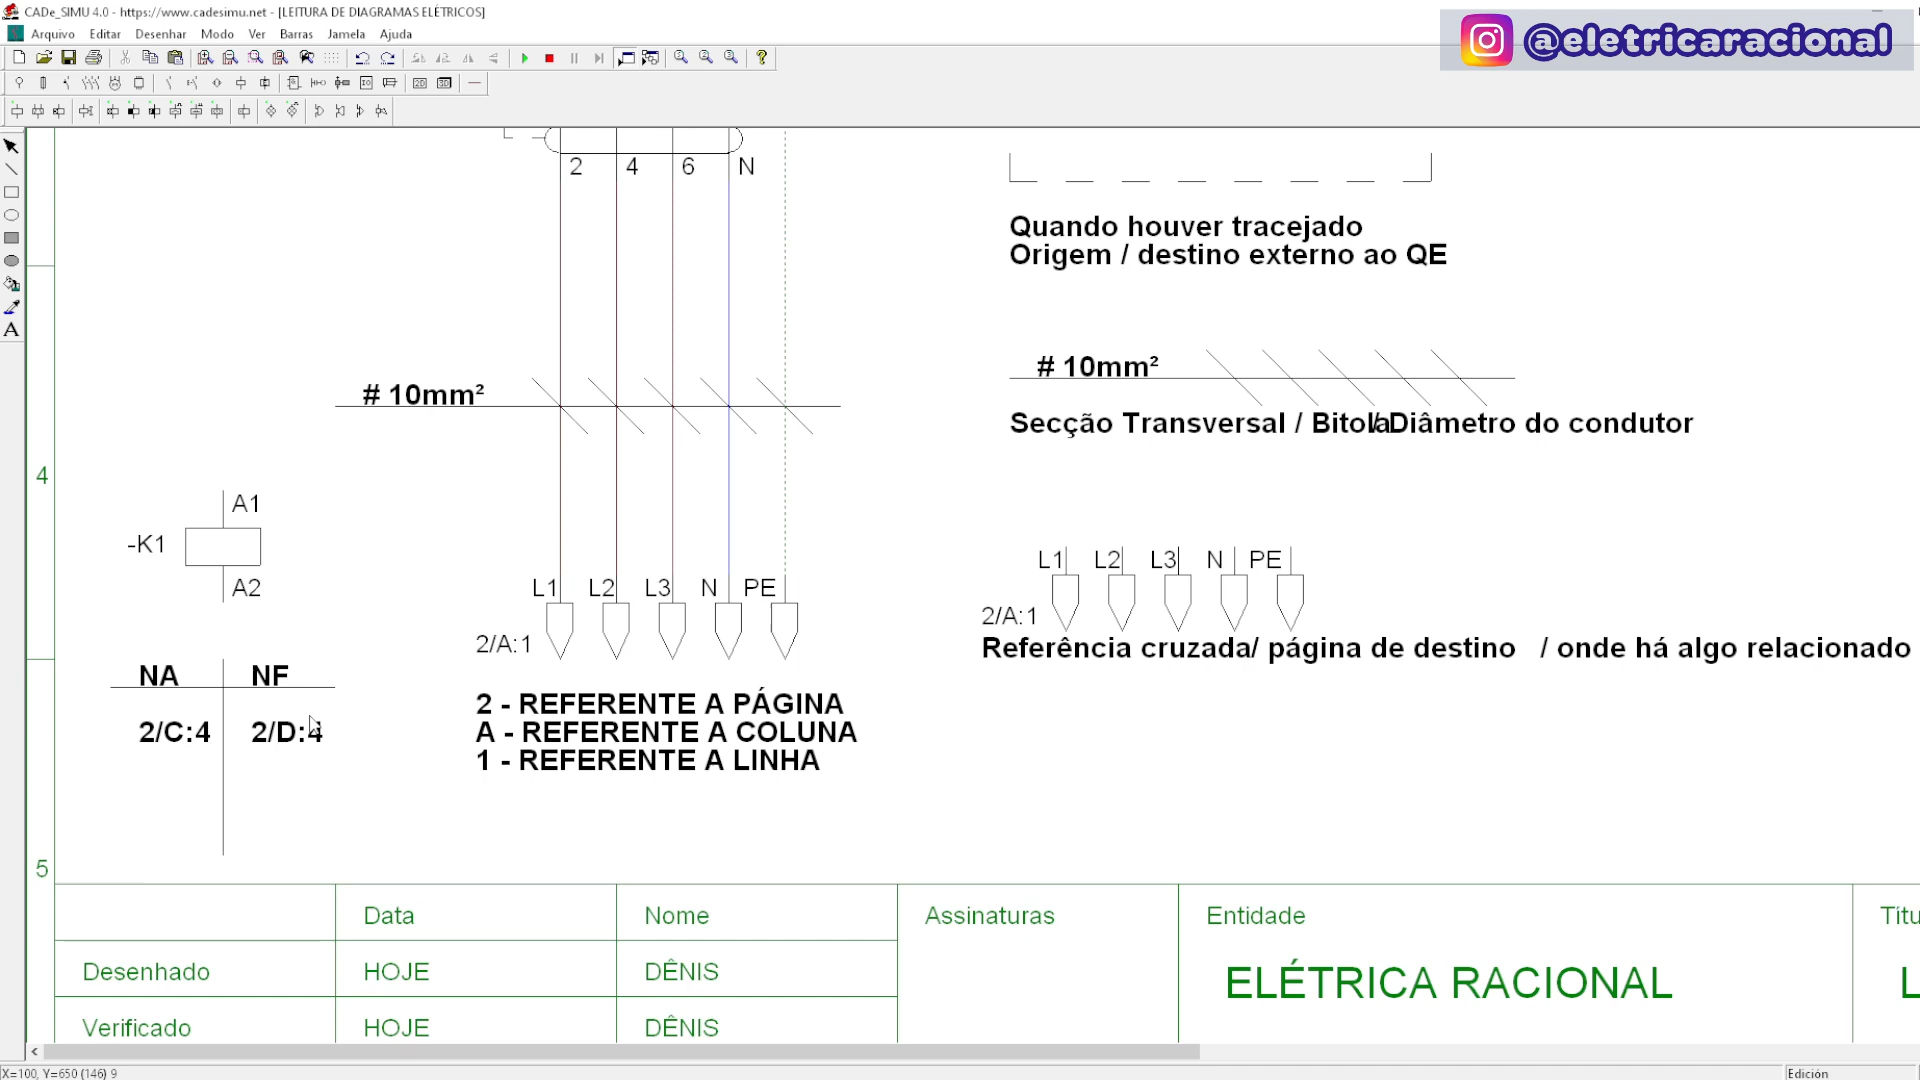 CADe_SIMU 4.0 - https://www.cadesimu.net - [LEITURA DE DIAGRAMAS ELÉTRICOS]
Arquivo Editar Desenhar Modo Ver Barras Jamela Ajuda
@eletricaracional
2 4 6 N
Quando houver tracejado
Origem / destino externo ao QE
# 10mm²
# 10mm²
Secção Transversal / Bitola/ Diâmetro do condutor
4
A1
-K1
A2
L1 L2 L3 N PE
2/A:1
L1 L2 L3 N PE
2/A:1
Referência cruzada/ página de destino / onde há algo relacionado
NA NF
2/C:4 2/D:4
2 - REFERENTE A PÁGINA
A - REFERENTE A COLUNA
1 - REFERENTE A LINHA
5
Data Nome Assinaturas Entidade Títu
Desenhado HOJE DÊNIS
ELÉTRICA RACIONAL L
Verificado HOJE DÊNIS
X=100, Y=650 (146) 9
Edición